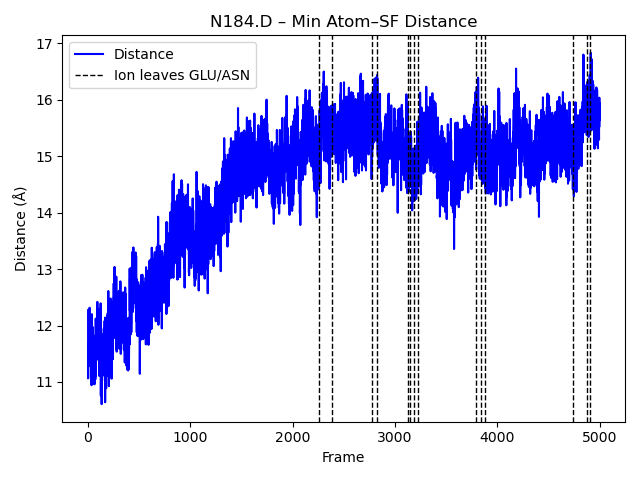 N184.D – Min Atom–SF Distance
Distance
Ion leaves GLU/ASN
Distance (Å)
17
16
15
14
13
12
11
0 1000 2000 3000 4000 5000
Frame